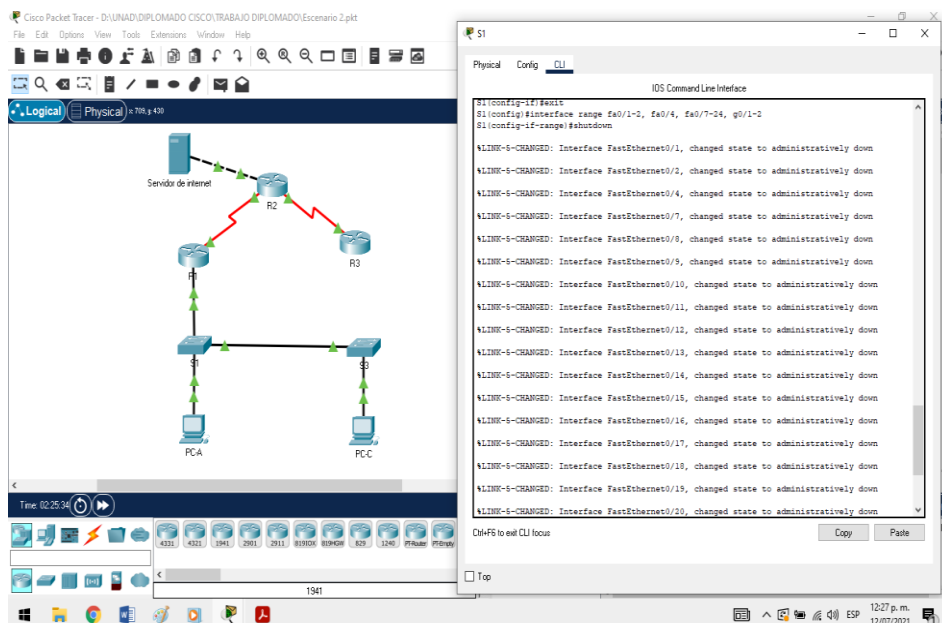 Cisco Packet Tracer - D:\UNAD\DIPLOMADO CISCO\TRABAJO DIPLOMADO\Escenario 2.pkt
File Edit Options View Tools Extensions Window Help
Logical
Physical
x: 709, y: 430
Servidor de internet
R2
R3
R1
S1
S3
PC-A
PC-C
Time: 02:25:34
4331
4321
1941
2901
2911
819IOX
819HGW
829
1240
PT-Router
PT-Empty
1941
S1
Physical
Config
CLI
IOS Command Line Interface
S1(config-if)#exit
S1(config)#interface range fa0/1-2, fa0/4, fa0/7-24, g0/1-2
S1(config-if-range)#shutdown
%LINK-5-CHANGED: Interface FastEthernet0/1, changed state to administratively down
%LINK-5-CHANGED: Interface FastEthernet0/2, changed state to administratively down
%LINK-5-CHANGED: Interface FastEthernet0/4, changed state to administratively down
%LINK-5-CHANGED: Interface FastEthernet0/7, changed state to administratively down
%LINK-5-CHANGED: Interface FastEthernet0/8, changed state to administratively down
%LINK-5-CHANGED: Interface FastEthernet0/9, changed state to administratively down
%LINK-5-CHANGED: Interface FastEthernet0/10, changed state to administratively down
%LINK-5-CHANGED: Interface FastEthernet0/11, changed state to administratively down
%LINK-5-CHANGED: Interface FastEthernet0/12, changed state to administratively down
%LINK-5-CHANGED: Interface FastEthernet0/13, changed state to administratively down
%LINK-5-CHANGED: Interface FastEthernet0/14, changed state to administratively down
%LINK-5-CHANGED: Interface FastEthernet0/15, changed state to administratively down
%LINK-5-CHANGED: Interface FastEthernet0/16, changed state to administratively down
%LINK-5-CHANGED: Interface FastEthernet0/17, changed state to administratively down
%LINK-5-CHANGED: Interface FastEthernet0/18, changed state to administratively down
%LINK-5-CHANGED: Interface FastEthernet0/19, changed state to administratively down
%LINK-5-CHANGED: Interface FastEthernet0/20, changed state to administratively down
Ctrl+F6 to exit CLI focus
Copy
Paste
Top
ESP
12:27 p. m.
12/07/2021